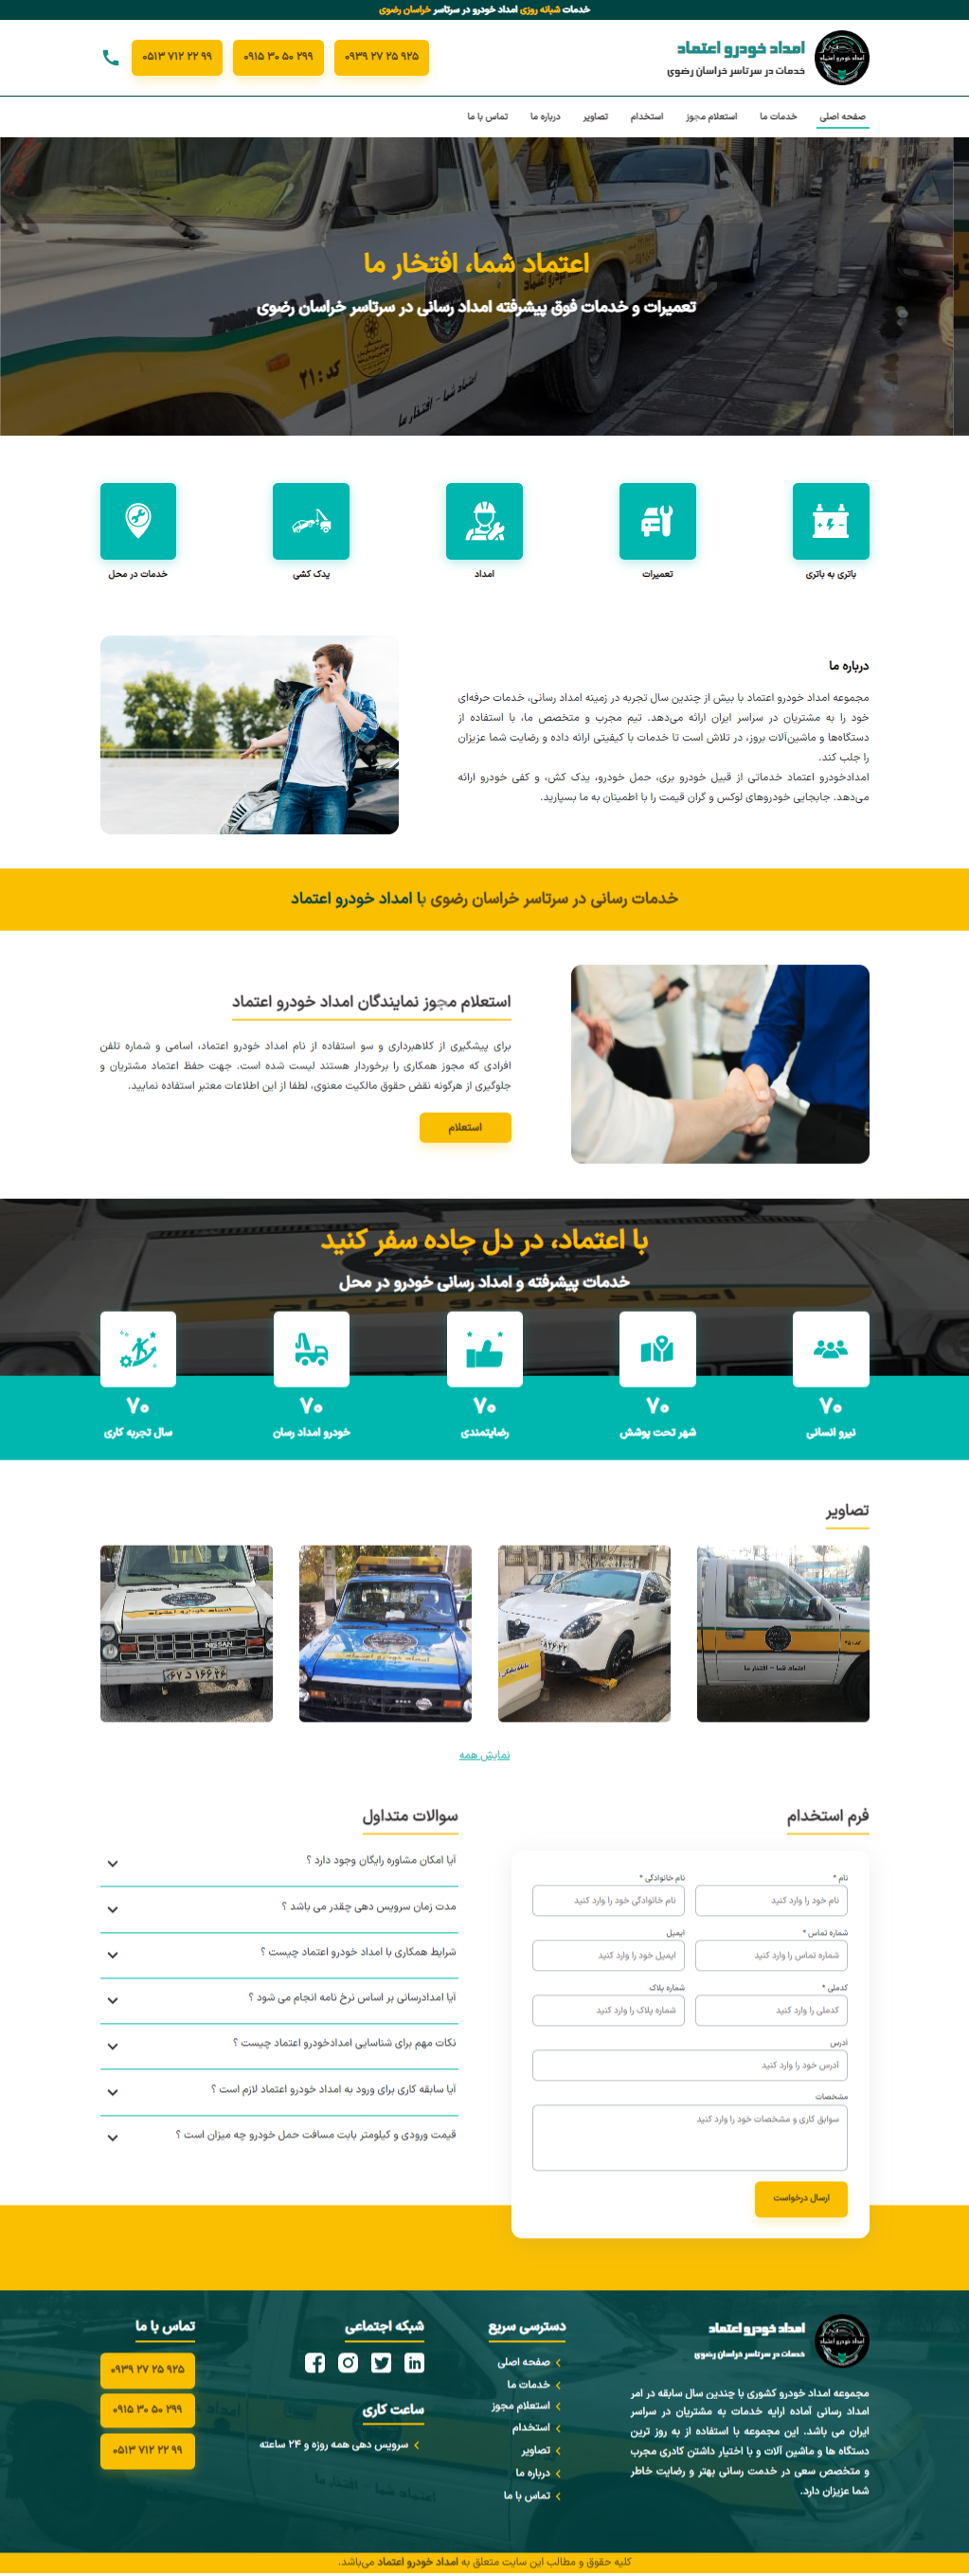 خدمات شبانه روزی امداد خودرو در سرتاسر خراسان رضوی
امداد خودرو اعتماد
خدمات در سرتاسر خراسان رضوی
۰۹۳۹ ۲۷ ۲۵ ۹۲۵
۰۹۱۵ ۳۰ ۵۰ ۲۹۹
۰۵۱۳ ۷۱۲ ۲۲ ۹۹
صفحه اصلی
خدمات ما
استعلام مجوز
استخدام
تصاویر
درباره ما
تماس با ما
اعتماد شما، افتخار ما
تعمیرات و خدمات فوق پیشرفته امداد رسانی در سرتاسر خراسان رضوی
کد:۲۱
اعتماد شما - افتخار ما
باتری به باتری
تعمیرات
امداد
یدک کشی
خدمات در محل
درباره ما
مجموعه امداد خودرو اعتماد با بیش از چندین سال تجربه در زمینه امداد رسانی، خدمات حرفه‌ای
خود را به مشتریان در سراسر ایران ارائه می‌دهد. تیم مجرب و متخصص ما، با استفاده از
دستگاه‌ها و ماشین‌آلات بروز، در تلاش است تا خدمات با کیفیتی ارائه داده و رضایت شما عزیزان
را جلب کند.
امدادخودرو اعتماد خدماتی از قبیل خودرو بری، حمل خودرو، یدک کش، و کفی خودرو ارائه
می‌دهد. جابجایی خودروهای لوکس و گران قیمت را با اطمینان به ما بسپارید.
خدمات رسانی در سرتاسر خراسان رضوی با امداد خودرو اعتماد
استعلام مجوز نمایندگان امداد خودرو اعتماد
برای پیشگیری از کلاهبرداری و سو استفاده از نام امداد خودرو اعتماد، اسامی و شماره تلفن
افرادی که مجوز همکاری را برخوردار هستند لیست شده است. جهت حفظ اعتماد مشتریان و
جلوگیری از هرگونه نقض حقوق مالکیت معنوی، لطفا از این اطلاعات معتبر استفاده نمایید.
استعلام
با اعتماد، در دل جاده سفر کنید
خدمات پیشرفته و امداد رسانی خودرو در محل
۷۰
نیرو انسانی
۷۰
شهر تحت پوشش
۷۰
رضایتمندی
۷۰
خودرو امداد رسان
۷۰
سال تجربه کاری
تصاویر
اعتماد شما - افتخار ما
NISSAN
نمایش همه
فرم استخدام
نام *
نام خود را وارد کنید
نام خانوادگی *
نام خانوادگی خود را وارد کنید
شماره تماس *
شماره تماس را وارد کنید
ایمیل
ایمیل خود را وارد کنید
کدملی *
کدملی را وارد کنید
شماره پلاک
شماره پلاک را وارد کنید
آدرس
آدرس خود را وارد کنید
مشخصات
سوابق کاری و مشخصات خود را وارد کنید
ارسال درخواست
سوالات متداول
آیا امکان مشاوره رایگان وجود دارد ؟
مدت زمان سرویس دهی چقدر می باشد ؟
شرایط همکاری با امداد خودرو اعتماد چیست ؟
آیا امدادرسانی بر اساس نرخ نامه انجام می شود ؟
نکات مهم برای شناسایی امدادخودرو اعتماد چیست ؟
آیا سابقه کاری برای ورود به امداد خودرو اعتماد لازم است ؟
قیمت ورودی و کیلومتر بابت مسافت حمل خودرو چه میزان است ؟
امداد خودرو اعتماد
خدمات در سرتاسر خراسان رضوی
مجموعه امداد خودرو کشوری با چندین سال سابقه در امر
امداد رسانی آماده ارایه خدمات به مشتریان در سراسر
ایران می باشد. این مجموعه با استفاده از به روز ترین
دستگاه ها و ماشین آلات و با اختیار داشتن کادری مجرب
و متخصص سعی در خدمت رسانی بهتر و رضایت خاطر
شما عزیزان دارد.
دسترسی سریع
صفحه اصلی
خدمات ما
استعلام مجوز
استخدام
تصاویر
درباره ما
تماس با ما
شبکه اجتماعی
ساعت کاری
سرویس دهی همه روزه و ۲۴ ساعته
تماس با ما
۰۹۳۹ ۲۷ ۲۵ ۹۲۵
۰۹۱۵ ۳۰ ۵۰ ۲۹۹
۰۵۱۳ ۷۱۲ ۲۲ ۹۹
کلیه حقوق و مطالب این سایت متعلق به امداد خودرو اعتماد می‌باشد.